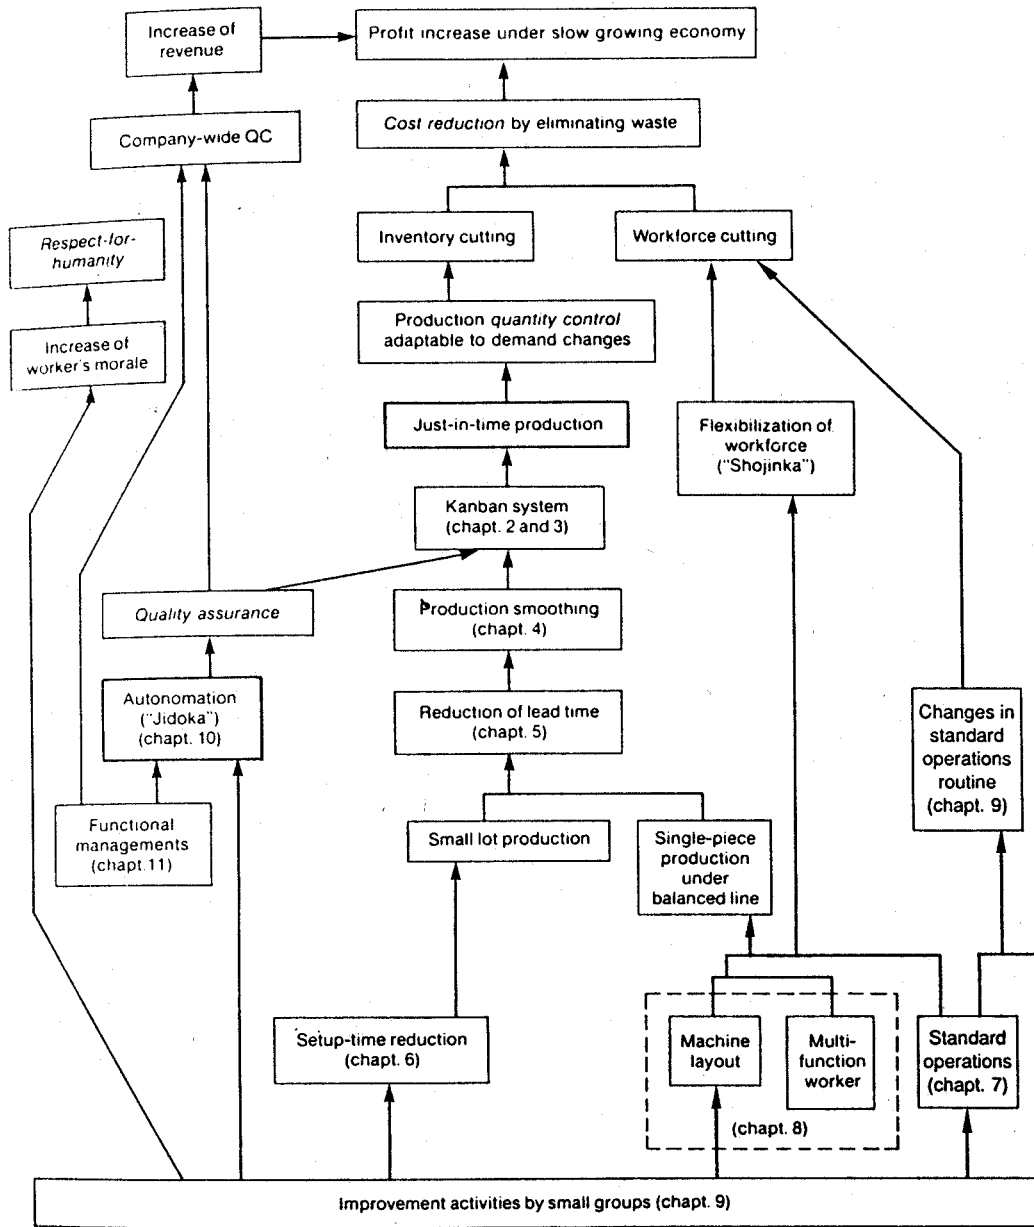 Increase of
revenue
Profit increase under slow growing economy
Company-wide QC
Cost reduction by eliminating waste
Respect-for-
humanity
Inventory cutting
Workforce cutting
Increase of
worker's morale
Production quantity control
adaptable to demand changes
Just-in-time production
Flexibilization of
workforce
("Shojinka")
Kanban system
(chapt. 2 and 3)
Quality assurance
Production smoothing
(chapt. 4)
Autonomation
("Jidoka")
(chapt. 10)
Reduction of lead time
(chapt. 5)
Changes in
standard
operations
routine
(chapt. 9)
Functional
managements
(chapt.11)
Small lot production
Single-piece
production
under
balanced line
Setup-time reduction
(chapt. 6)
Machine
layout
Multi-
function
worker
Standard
operations
(chapt. 7)
(chapt. 8)
Improvement activities by small groups (chapt. 9)